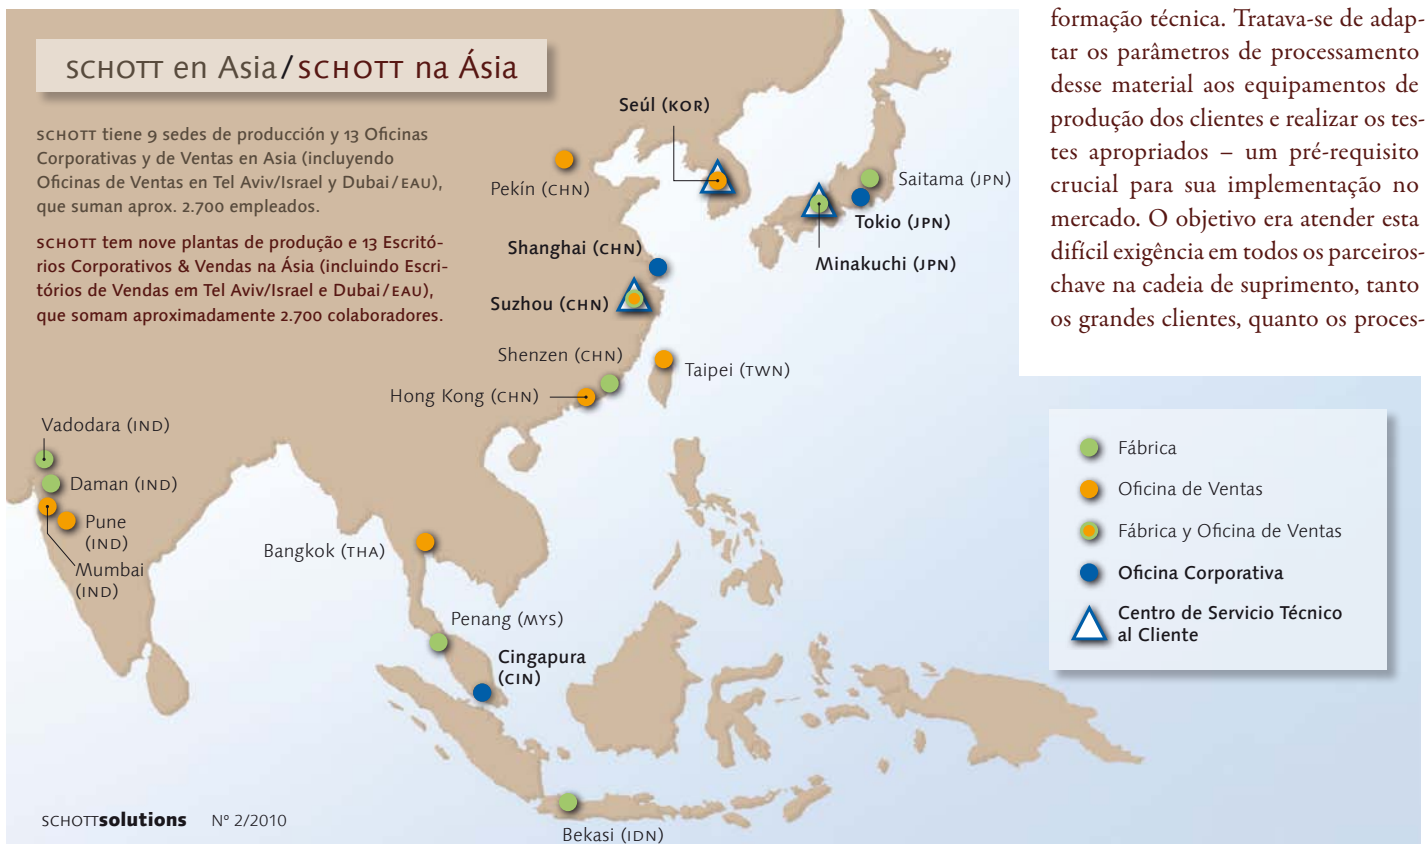 SCHOTT en Asia/SCHOTT na Ásia
SCHOTT tiene 9 sedes de producción y 13 Oficinas
Corporativas y de Ventas en Asia (incluyendo
Oficinas de Ventas en Tel Aviv/Israel y Dubai/EAU),
que suman aprox. 2.700 empleados.
SCHOTT tem nove plantas de produção e 13 Escritó-
rios Corporativos & Vendas na Ásia (incluindo Escri-
tórios de Vendas em Tel Aviv/Israel e Dubai/EAU),
que somam aproximadamente 2.700 colaboradores.
formação técnica. Tratava-se de adap-
tar os parâmetros de processamento
desse material aos equipamentos de
produção dos clientes e realizar os tes-
tes apropriados – um pré-requisito
crucial para sua implementação no
mercado. O objetivo era atender esta
difícil exigência em todos os parceiros-
chave na cadeia de suprimento, tanto
os grandes clientes, quanto os proces-
Seúl (KOR)
Pekín (CHN)
Saitama (JPN)
Tokio (JPN)
Minakuchi (JPN)
Shanghai (CHN)
Suzhou (CHN)
Shenzen (CHN)
Taipei (TWN)
Hong Kong (CHN)
Vadodara (IND)
Daman (IND)
Pune
(IND)
Mumbai
(IND)
Bangkok (THA)
Penang (MYS)
Cingapura
(CIN)
Bekasi (IDN)
Fábrica
Oficina de Ventas
Fábrica y Oficina de Ventas
Oficina Corporativa
Centro de Servicio Técnico
al Cliente
SCHOTTsolutions Nº 2/2010